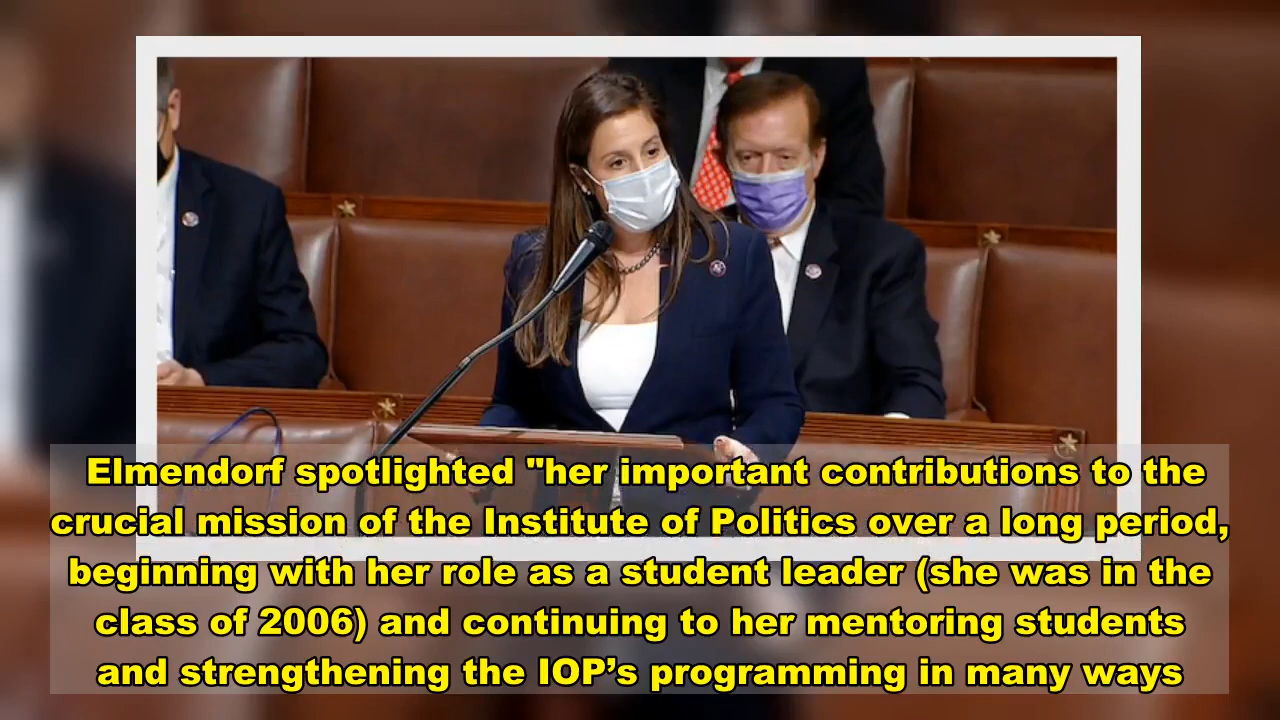 Elmendorf spotlighted "her important contributions to the
crucial mission of the Institute of Politics over a long period,
beginning with her role as a student leader (she was in the
class of 2006) and continuing to her mentoring students
and strengthening the IOP’s programming in many ways